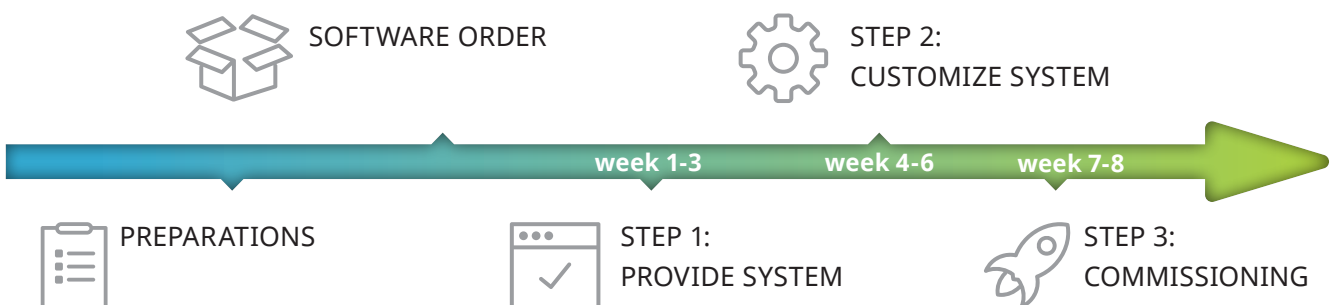 SOFTWARE ORDER
STEP 2:
CUSTOMIZE SYSTEM
week 1-3
week 4-6
week 7-8
PREPARATIONS
STEP 1:
PROVIDE SYSTEM
STEP 3:
COMMISSIONING